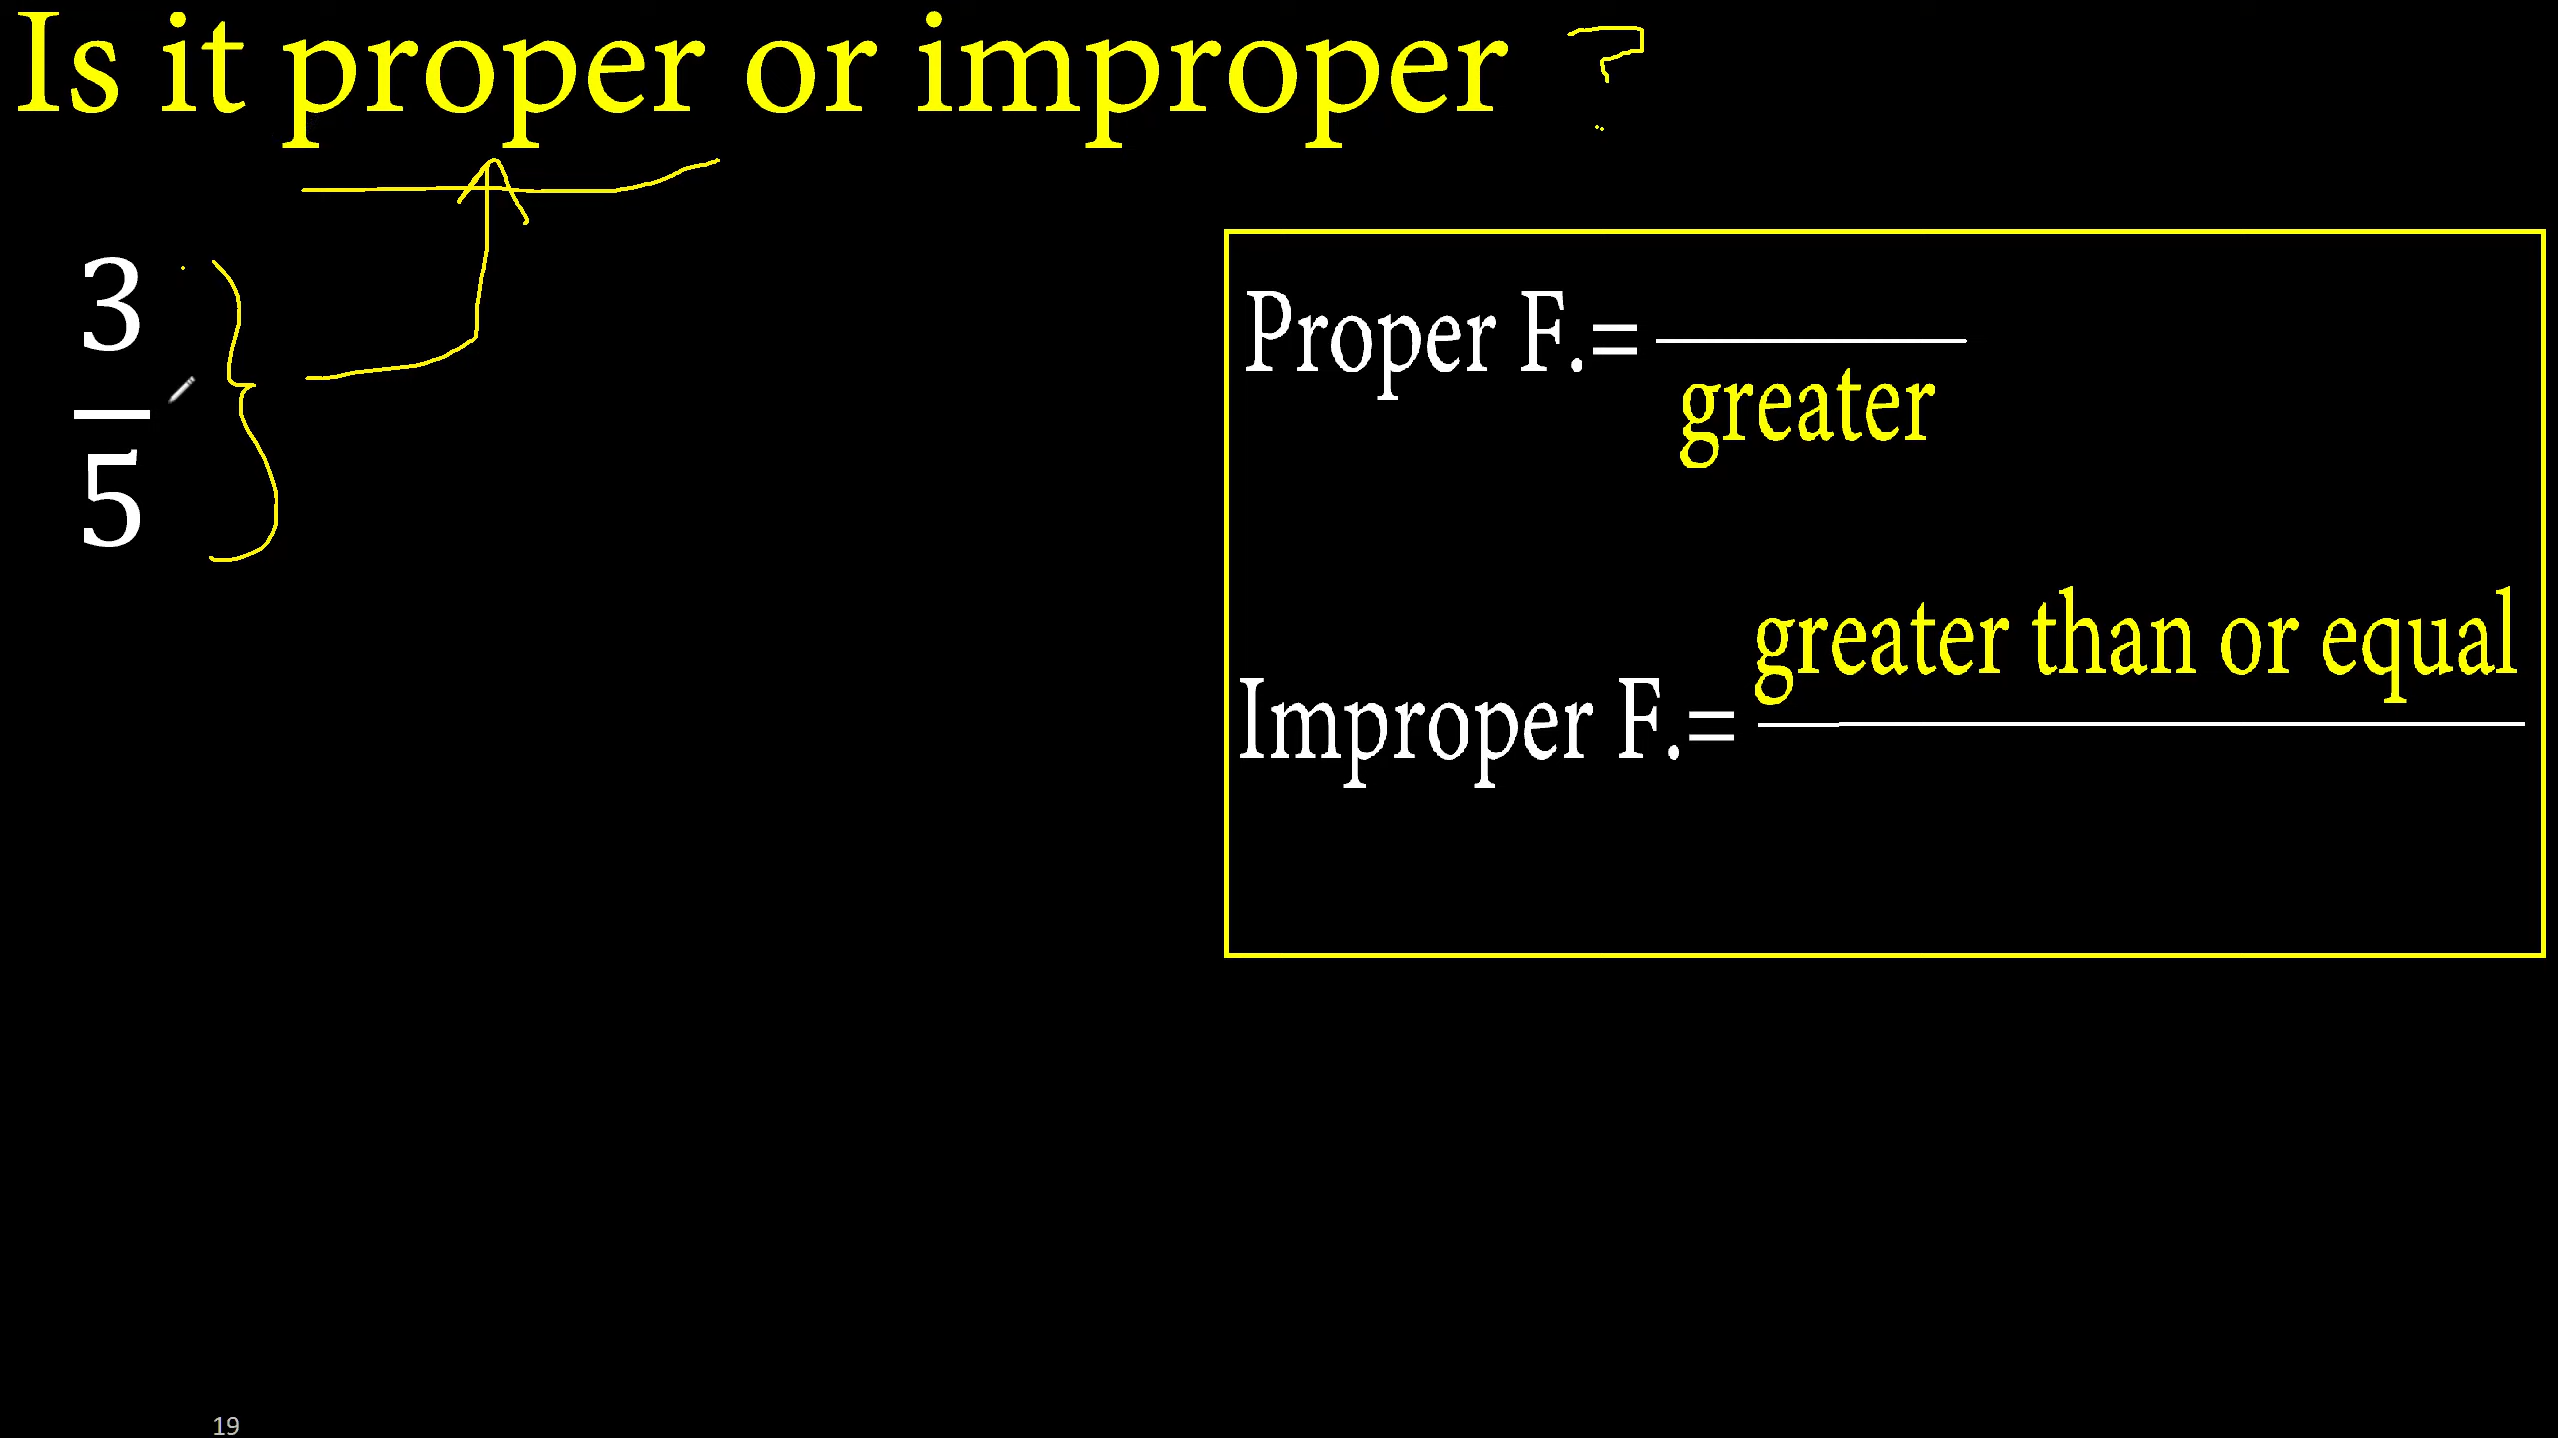 Is it proper or improper ?
3
5
Proper F.=
greater
greater than or equal
Improper F.=
19